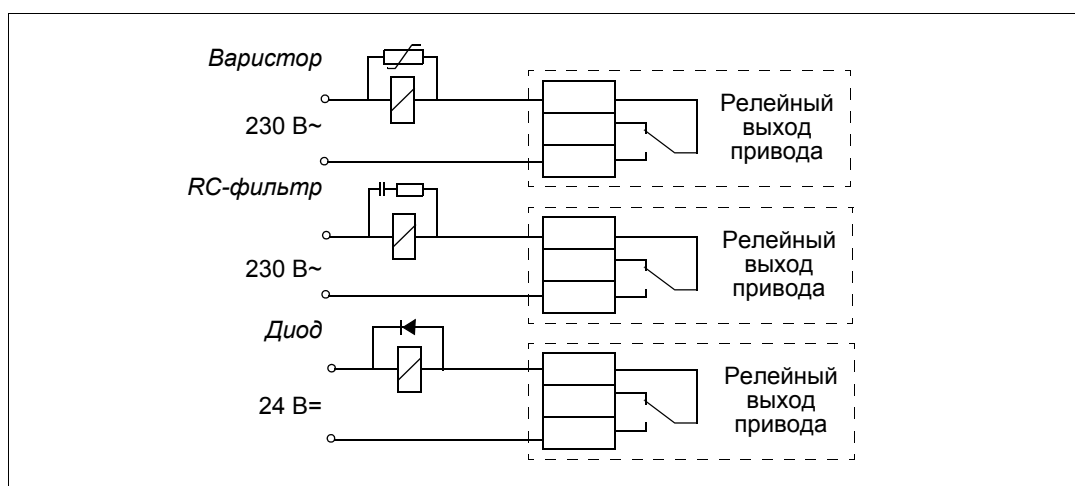 Варистор
230 В~
Релейный
выход
привода
RC-фильтр
230 В~
Релейный
выход
привода
Диод
24 В=
Релейный
выход
привода